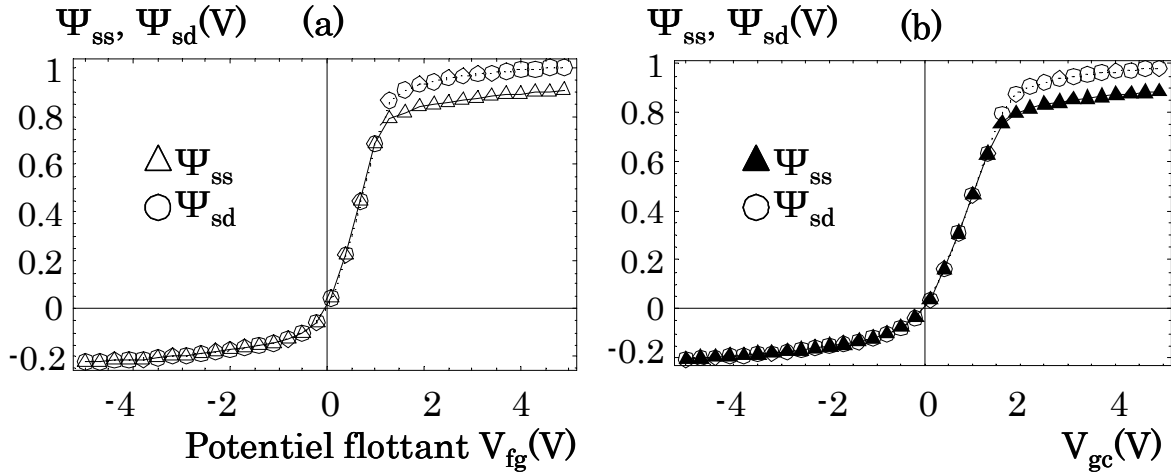 Ψss, Ψsd(V) (a)
1
0.8
0.6
0.4
0.2
0
-0.2
Ψss
Ψsd
-4 -2 0 2 4
Potentiel flottant Vfg(V)
Ψss, Ψsd(V) (b)
1
0.8
0.6
0.4
0.2
0
-0.2
Ψss
Ψsd
-4 -2 0 2 4
Vgc(V)